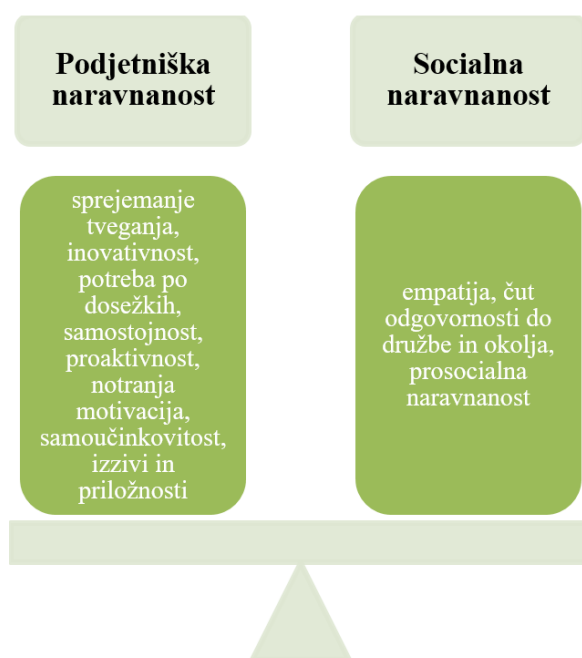 Podjetniška
naravnanost
Socialna
naravnanost
sprejemanje
tveganja,
inovativnost,
potreba po
dosežkih,
samostojnost,
proaktivnost,
notranja
motivacija,
samoučinkovitost,
izzivi in
priložnosti
empatija, čut
odgovornosti do
družbe in okolja,
prosocialna
naravnanost